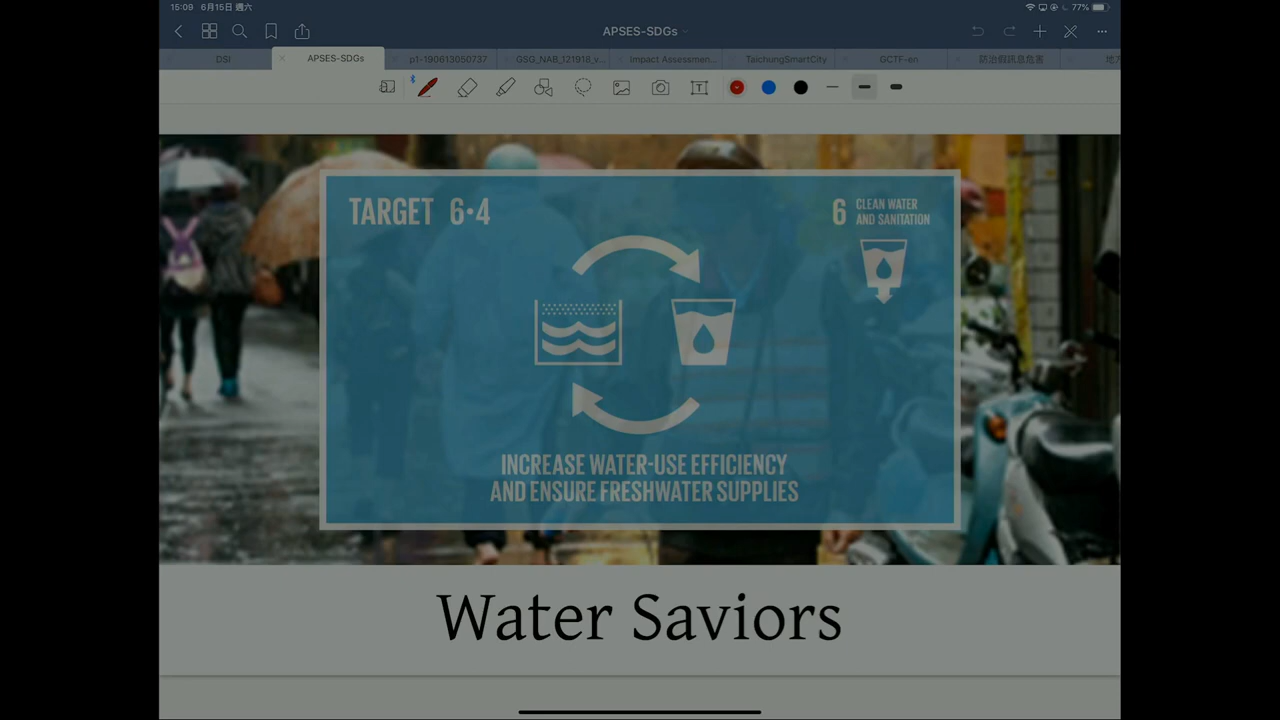 15:09 6月15日 週六
77%
APSES-SDGs
DSI
APSES-SDGs
p1-190613050737
GSG_NAB_121918_v...
Impact Assessmen...
TaichungSmartCity
GCTF-en
防治假訊息危害
地方
T
TARGET 6·4
6 CLEAN WATER
AND SANITATION
INCREASE WATER-USE EFFICIENCY
AND ENSURE FRESHWATER SUPPLIES
Water Saviors